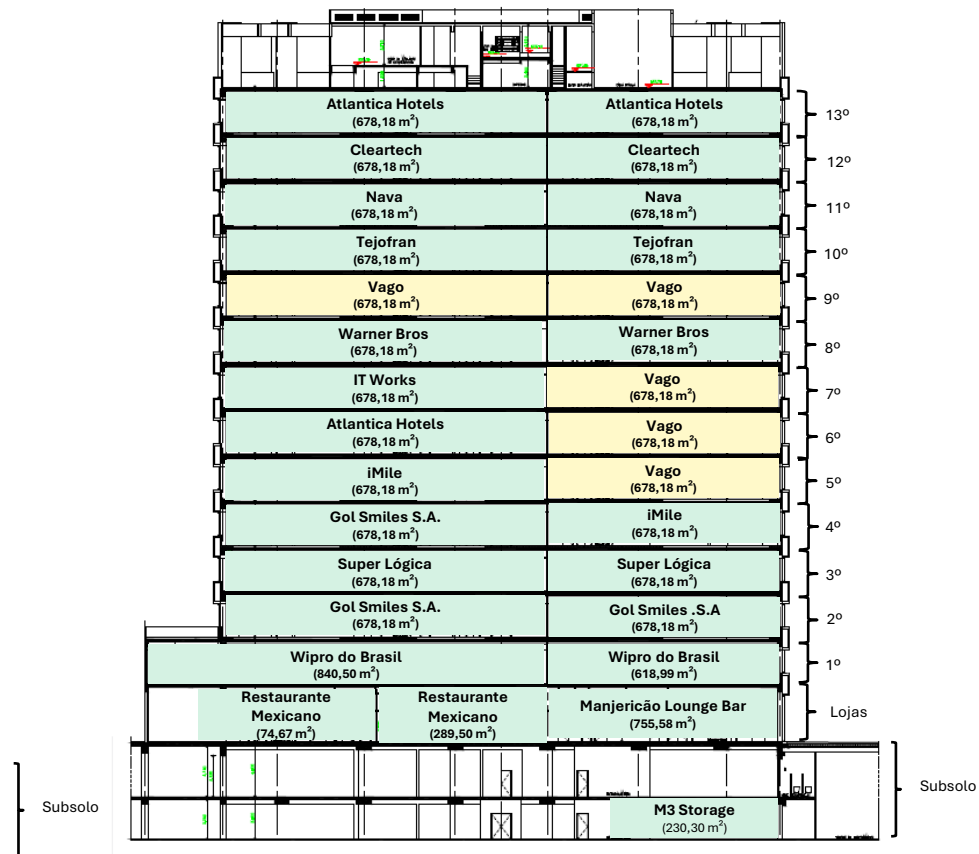 Atlantica Hotels
(678,18 m²)
Atlantica Hotels
(678,18 m²)
13º
Cleartech
(678,18 m²)
Cleartech
(678,18 m²)
12º
Nava
(678,18 m²)
Nava
(678,18 m²)
11º
Tejofran
(678,18 m²)
Tejofran
(678,18 m²)
10º
Vago
(678,18 m²)
Vago
(678,18 m²)
9º
Warner Bros
(678,18 m²)
Warner Bros
(678,18 m²)
8º
IT Works
(678,18 m²)
Vago
(678,18 m²)
7º
Atlantica Hotels
(678,18 m²)
Vago
(678,18 m²)
6º
iMile
(678,18 m²)
Vago
(678,18 m²)
5º
Gol Smiles S.A.
(678,18 m²)
iMile
(678,18 m²)
4º
Super Lógica
(678,18 m²)
Super Lógica
(678,18 m²)
3º
Gol Smiles S.A.
(678,18 m²)
Gol Smiles .S.A
(678,18 m²)
2º
Wipro do Brasil
(840,50 m²)
Wipro do Brasil
(618,99 m²)
1º
Restaurante
Mexicano
(74,67 m²)
Restaurante
Mexicano
(289,50 m²)
Manjericão Lounge Bar
(755,58 m²)
Lojas
Subsolo
Subsolo
M3 Storage
(230,30 m²)